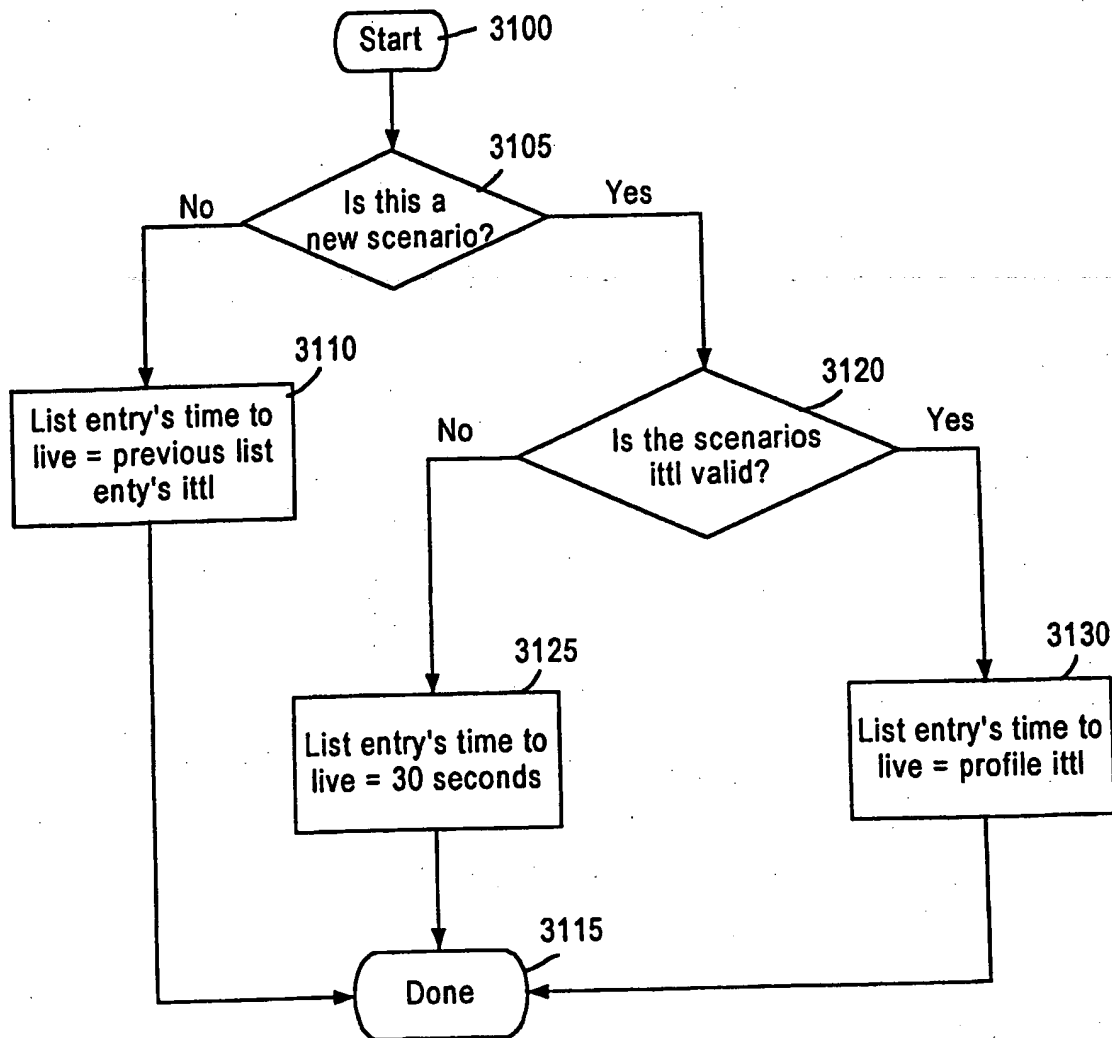 Start
3100
3105
Is this a
new scenario?
No
Yes
3110
List entry's time to
live = previous list
enty's ittl
3120
Is the scenarios
ittl valid?
No
Yes
3125
List entry's time to
live = 30 seconds
3130
List entry's time to
live = profile ittl
3115
Done